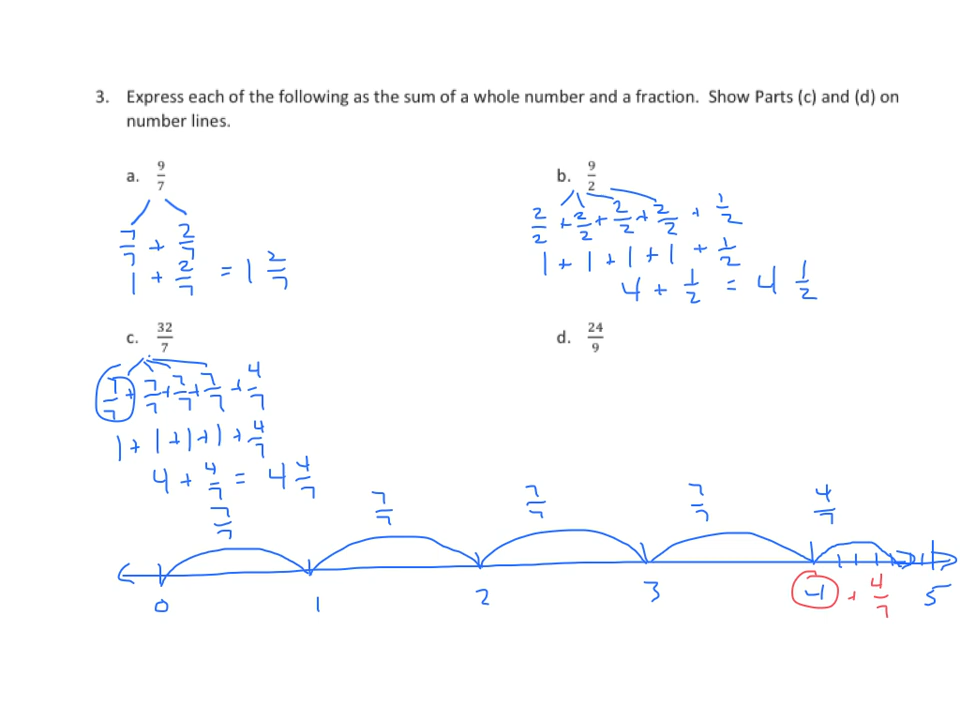 3. Express each of the following as the sum of a whole number and a fraction. Show Parts (c) and (d) on
number lines.
a. 9/7
7/7 + 2/7
1 + 2/7 = 1 2/7
b. 9/2
2/2 + 2/2 + 2/2 + 2/2 + 1/2
1 + 1 + 1 + 1 + 1/2
4 + 1/2 = 4 1/2
c. 32/7
7/7 + 7/7 + 7/7 + 7/7 + 4/7
1 + 1 + 1 + 1 + 4/7
4 + 4/7 = 4 4/7
d. 24/9
7/7 7/7 7/7 7/7 4/7
0 1 2 3 4 + 4/7 5